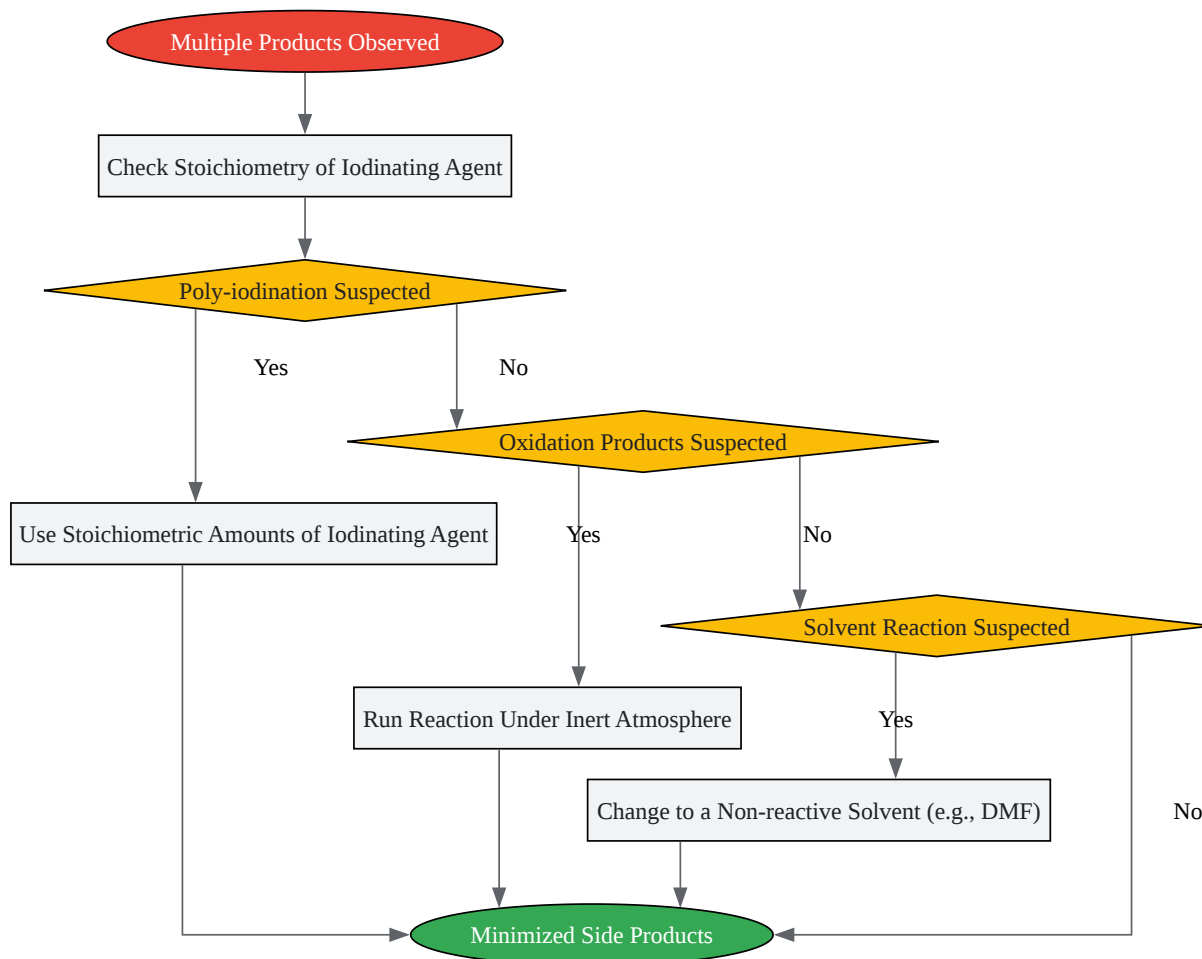 Multiple Products Observed
Check Stoichiometry of Iodinating Agent
Poly-iodination Suspected
Yes
No
Oxidation Products Suspected
Use Stoichiometric Amounts of Iodinating Agent
Yes
No
Solvent Reaction Suspected
Run Reaction Under Inert Atmosphere
Yes
Change to a Non-reactive Solvent (e.g., DMF)
No
Minimized Side Products